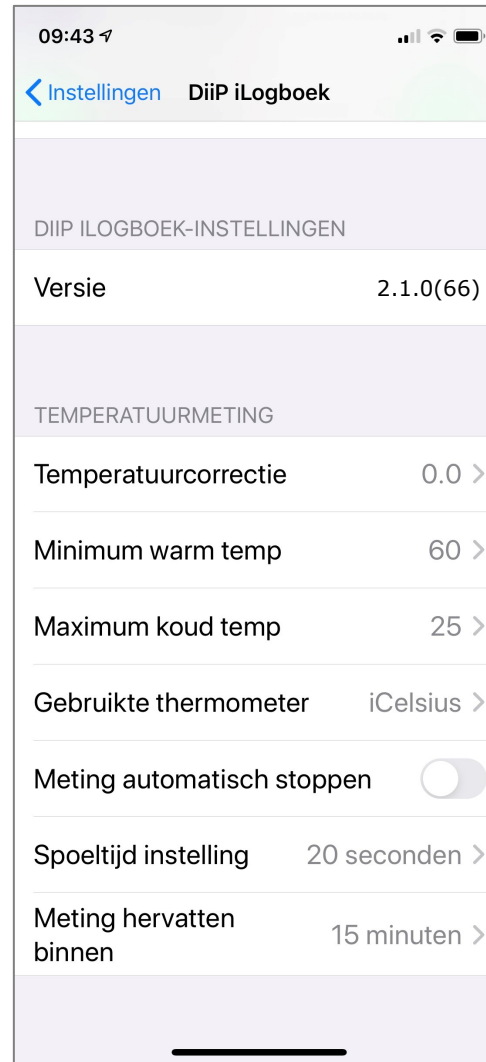 09:43
Instellingen DiiP iLogboek
DIIP ILOGBOEK-INSTELLINGEN
Versie 2.1.0(66)
TEMPERATUURMETING
Temperatuurcorrectie 0.0
Minimum warm temp 60
Maximum koud temp 25
Gebruikte thermometer iCelsius
Meting automatisch stoppen
Spoeltijd instelling 20 seconden
Meting hervatten
binnen 15 minuten